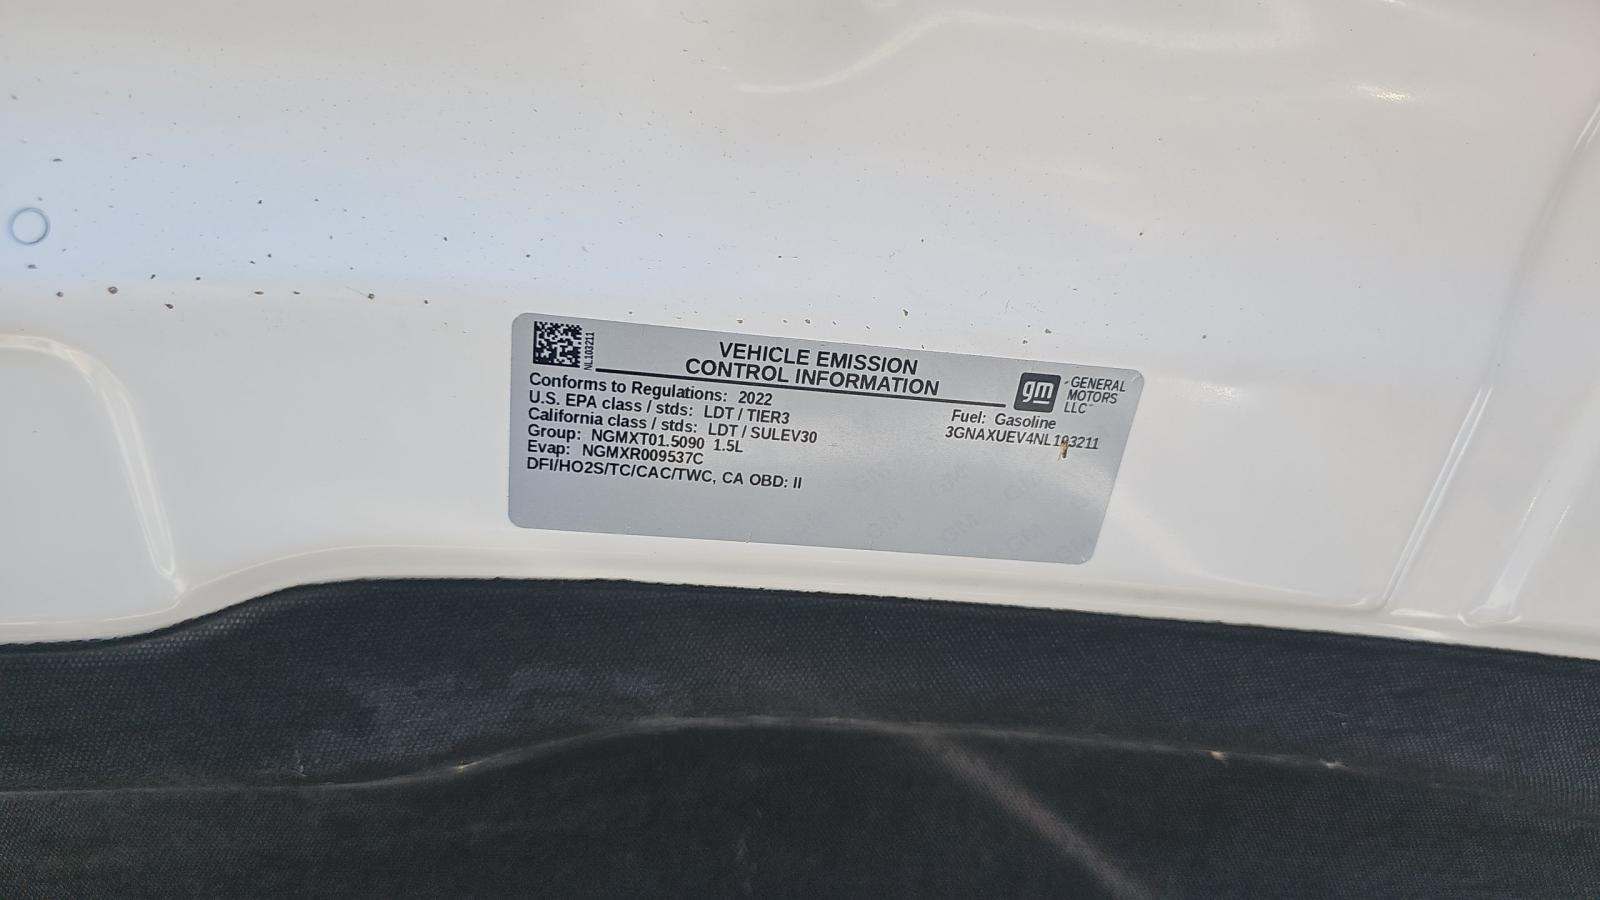 NL103211
VEHICLE EMISSION
CONTROL INFORMATION
gm
GENERAL
MOTORS
LLC
Conforms to Regulations: 2022
U.S. EPA class / stds: LDT / TIER3
California class / stds: LDT / SULEV30
Group: NGMXT01.5090 1.5L
Evap: NGMXR009537C
DFI/HO2S/TC/CAC/TWC, CA OBD: II
Fuel: Gasoline
3GNAXUEV4NL103211